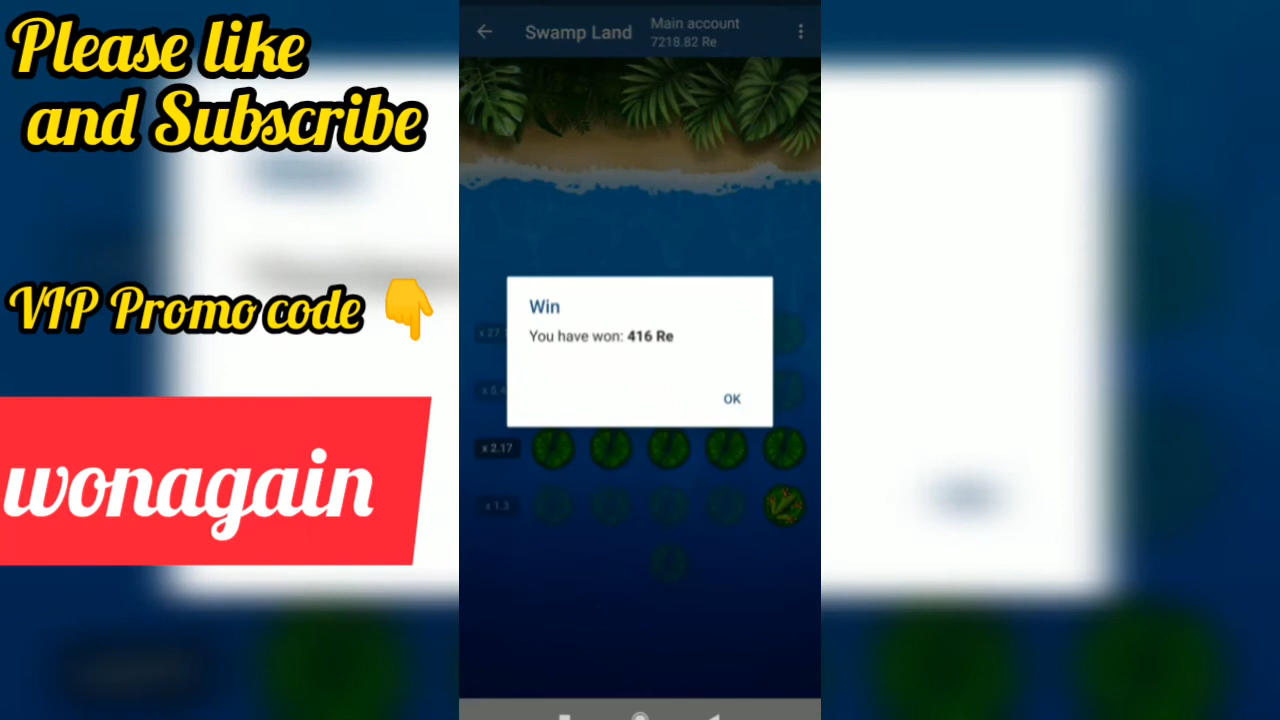 Please like
and Subscribe
VIP Promo code 👇
wonagain
Swamp Land
Main account
7218.82 Re
Win
You have won: 416 Re
OK
x 2.17
x 1.3